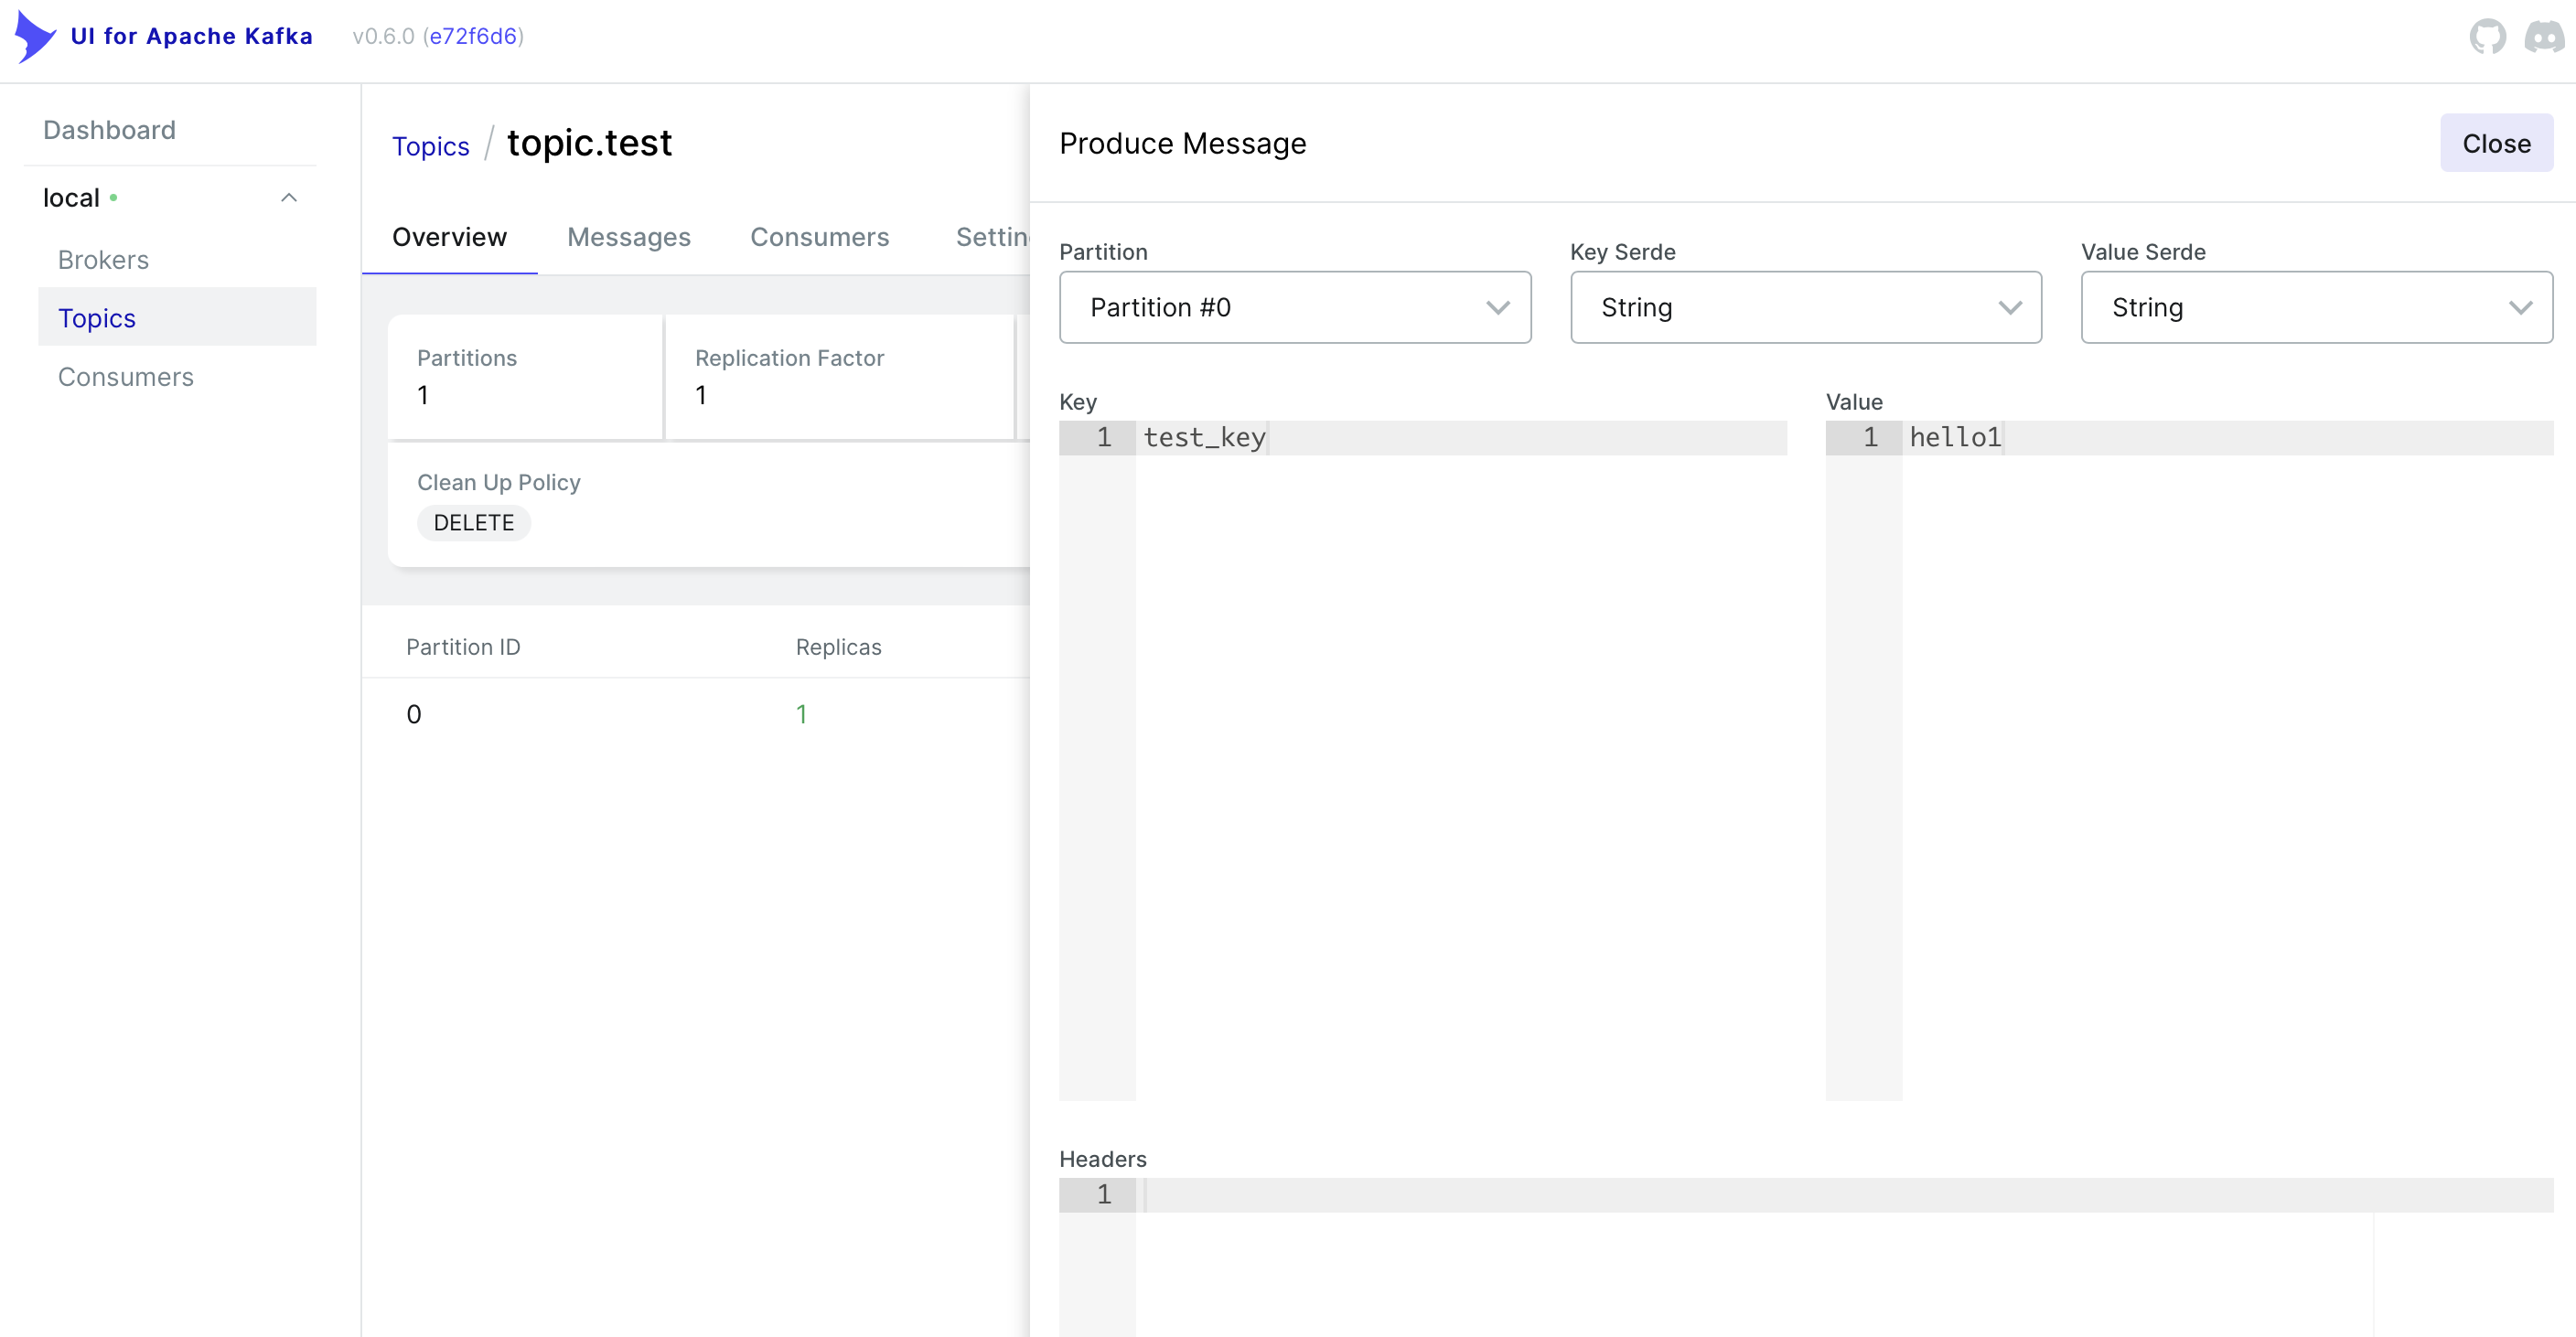 UI for Apache Kafka v0.6.0 (e72f6d6)
Dashboard
local
Brokers
Topics
Consumers
Topics / topic.test
Overview Messages Consumers Settin
Partitions
1
Replication Factor
1
Clean Up Policy
DELETE
Partition ID Replicas
0 1
Produce Message
Close
Partition
Partition #0
Key Serde
String
Value Serde
String
Key
1 test_key
Value
1 hello1
Headers
1